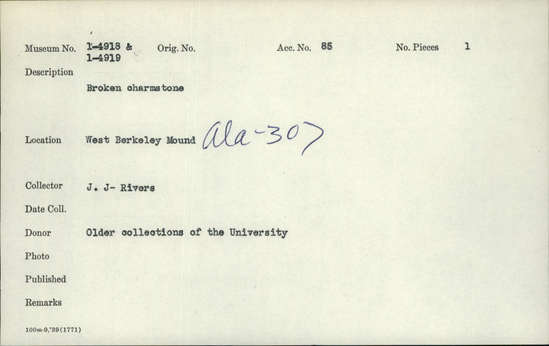 Museum No. 1-4918 & 1-4919 Orig. No. Acc. No. 85 No. Pieces 1
Description
Broken charmstone
Location West Berkeley Mound Ala-307
Collector J. J- Rivers
Date Coll.
Donor Older collections of the University
Photo
Published
Remarks
100m-9,'39(1771)